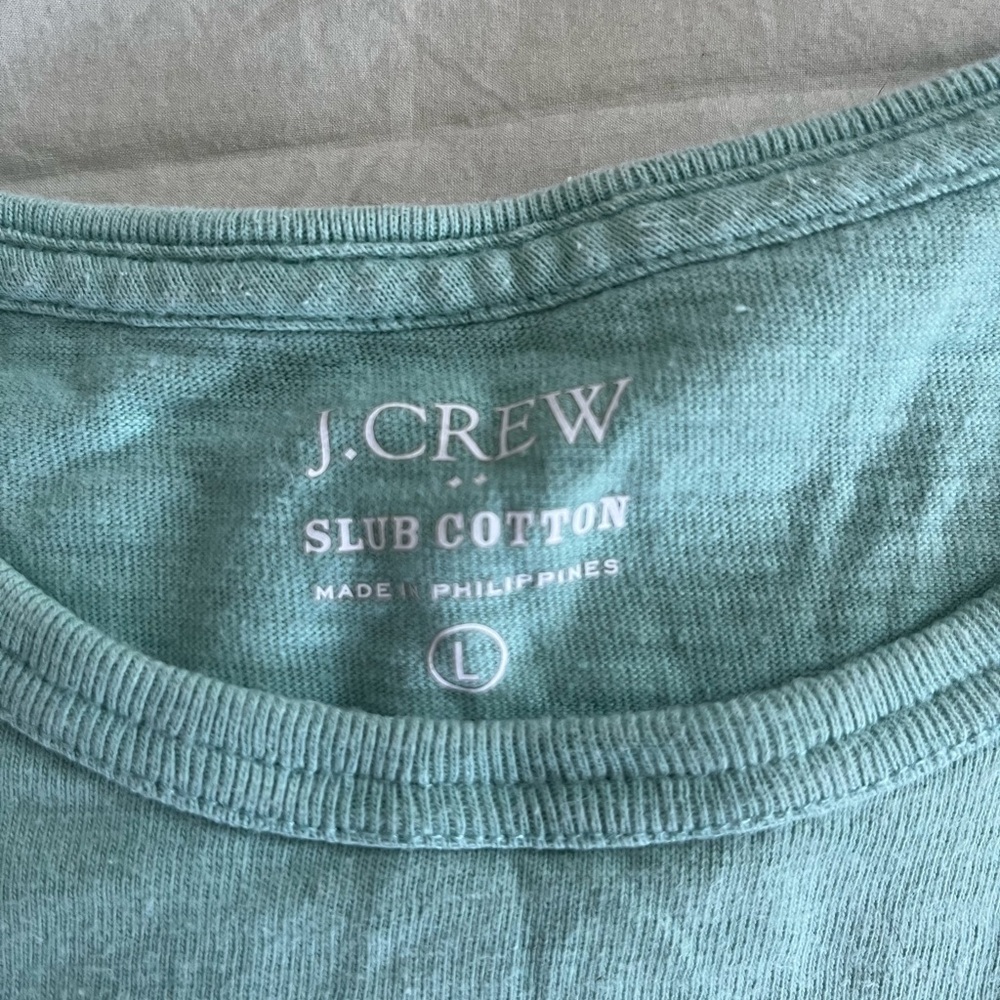 J.CREW
SLUB COTTON
MADE IN PHILIPPINES
L